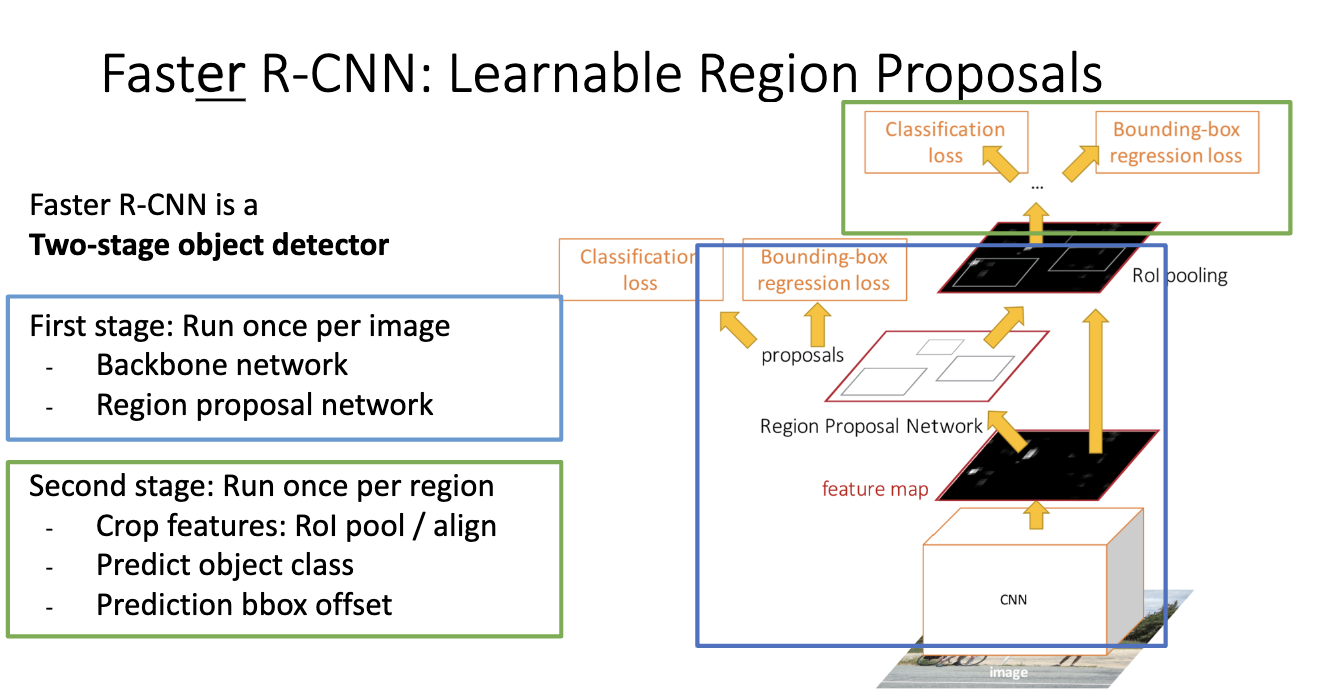 Faster R-CNN: Learnable Region Proposals
Faster R-CNN is a
Two-stage object detector
First stage: Run once per image
- Backbone network
- Region proposal network
Second stage: Run once per region
- Crop features: RoI pool / align
- Predict object class
- Prediction bbox offset
Classification
loss
Bounding-box
regression loss
...
Classification
loss
Bounding-box
regression loss
RoI pooling
proposals
Region Proposal Network
feature map
CNN
image